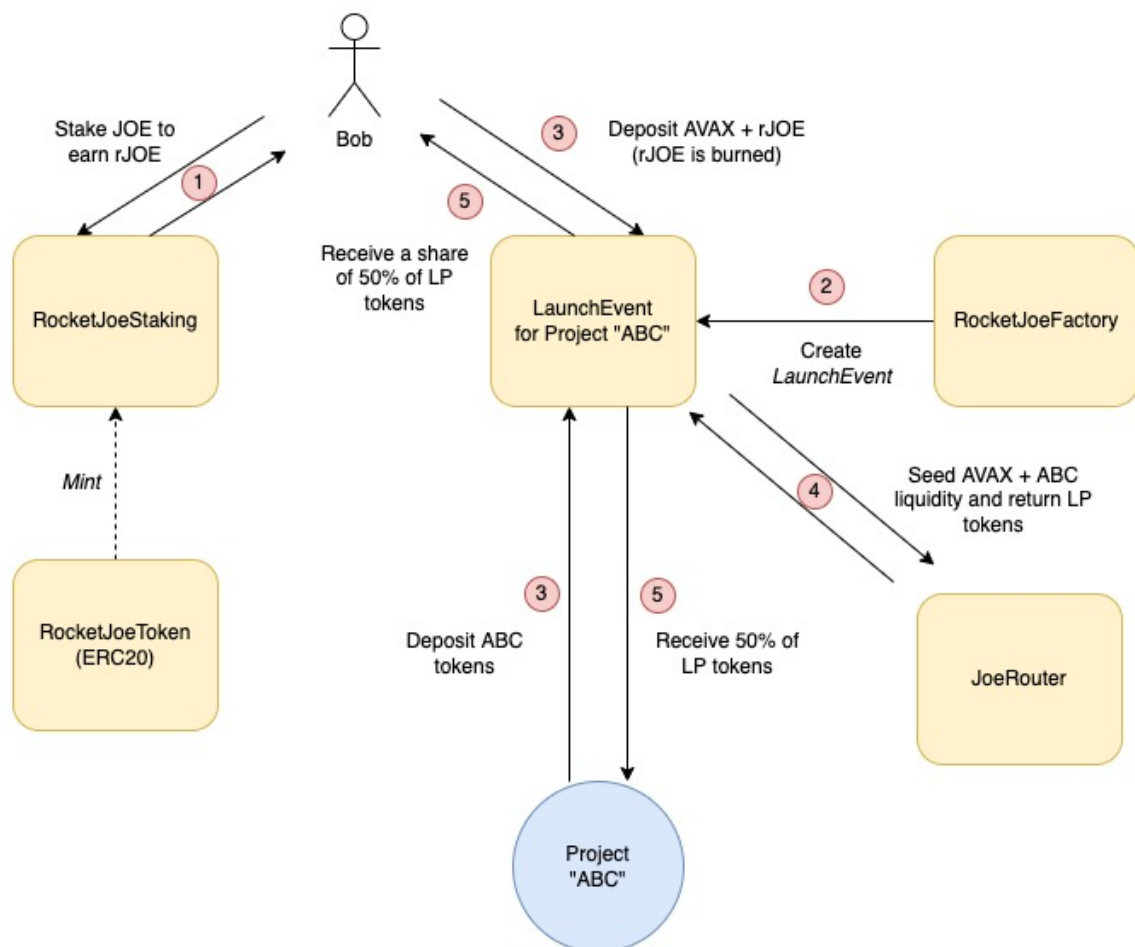 Bob
Stake JOE to
earn rJOE
1
3
Deposit AVAX + rJOE
(rJOE is burned)
5
Receive a share
of 50% of LP
tokens
RocketJoeStaking
LaunchEvent
for Project "ABC"
2
Create
LaunchEvent
RocketJoeFactory
Mint
4
Seed AVAX + ABC
liquidity and return LP
tokens
RocketJoeToken
(ERC20)
3
Deposit ABC
tokens
5
Receive 50% of
LP tokens
JoeRouter
Project
"ABC"